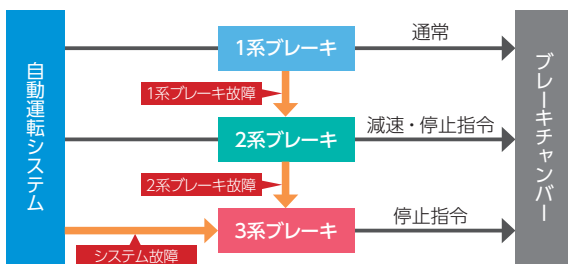 自動運転システム
1系ブレーキ
通常
1系ブレーキ故障
2系ブレーキ
減速・停止指令
2系ブレーキ故障
3系ブレーキ
停止指令
システム故障
ブレーキチャンバー